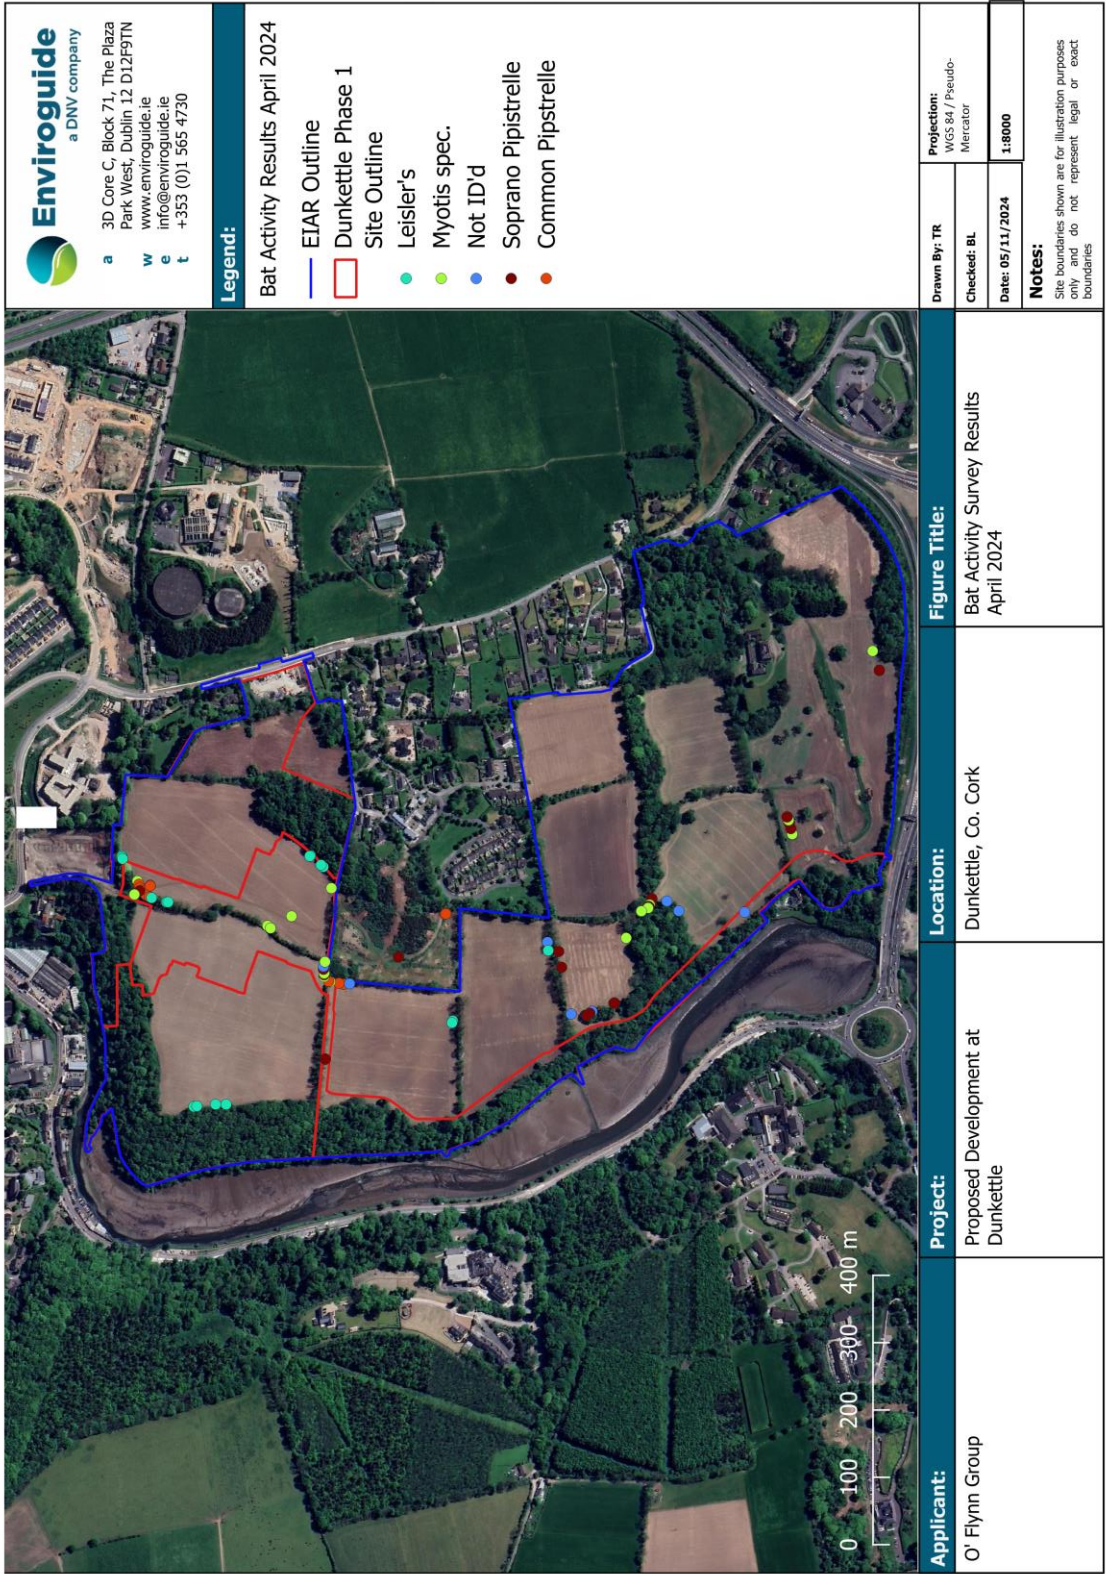 Enviroguide
a DNV company
a 3D Core C, Block 71, The Plaza
Park West, Dublin 12 D12F9TN
w www.enviroguide.ie
e info@enviroguide.ie
t +353 (0)1 565 4730
Legend:
Bat Activity Results April 2024
EIAR Outline
Dunkettle Phase 1
Site Outline
Leisler's
Myotis spec.
Not ID'd
Soprano Pipistrelle
Common Pipstrelle
0 100 200 300 400 m
Applicant:
O' Flynn Group
Project:
Proposed Development at
Dunkettle
Location:
Dunkettle, Co. Cork
Figure Title:
Bat Activity Survey Results
April 2024
Drawn By: TR
Checked: BL
Date: 05/11/2024
Projection:
WGS 84 / Pseudo-
Mercator
1:8000
Notes:
Site boundaries shown are for illustration purposes
only and do not represent legal or exact
boundaries